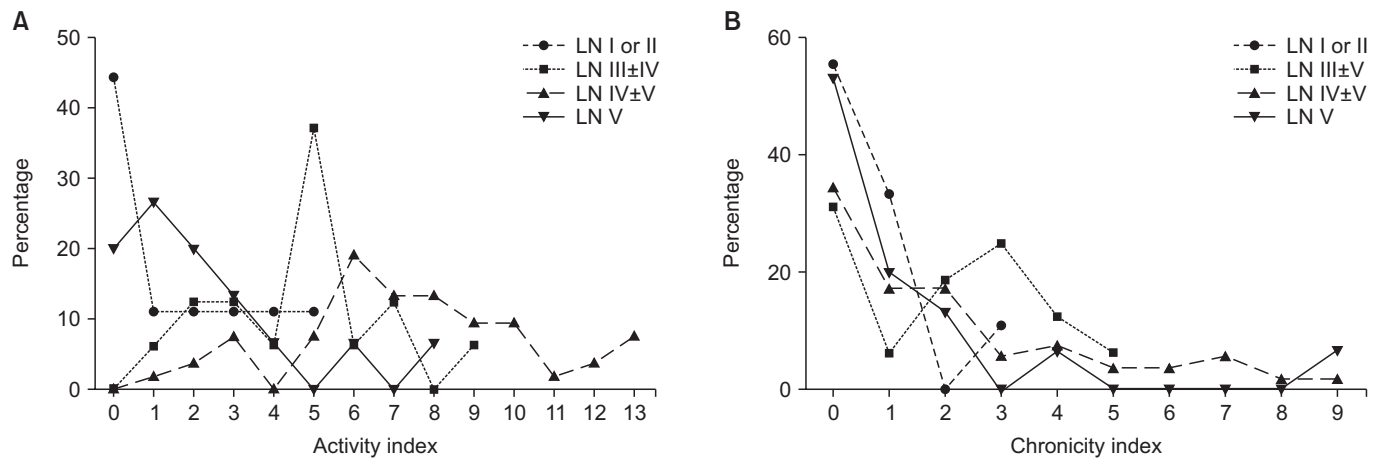 A
50
40
30
20
10
0
Percentage
0 1 2 3 4 5 6 7 8 9 10 11 12 13
Activity index
LN I or II
LN III±IV
LN IV±V
LN V
B
60
40
20
0
Percentage
0 1 2 3 4 5 6 7 8 9
Chronicity index
LN I or II
LN III±V
LN IV±V
LN V